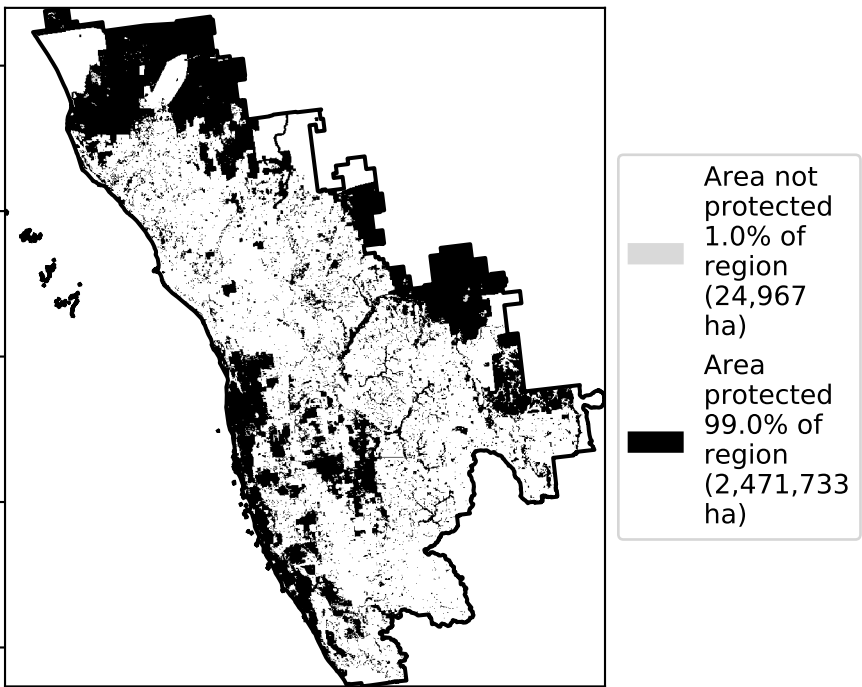 Area not
protected
1.0% of
region
(24,967
ha)
Area
protected
99.0% of
region
(2,471,733
ha)